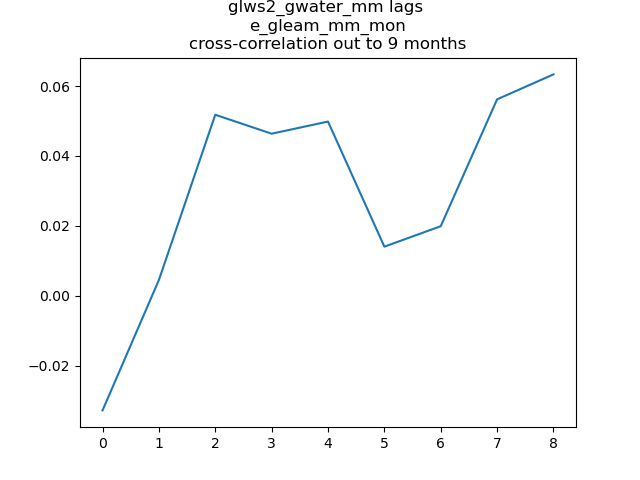 glws2_gwater_mm lags
e_gleam_mm_mon
cross-correlation out to 9 months
0.06
0.04
0.02
0.00
−0.02
0 1 2 3 4 5 6 7 8